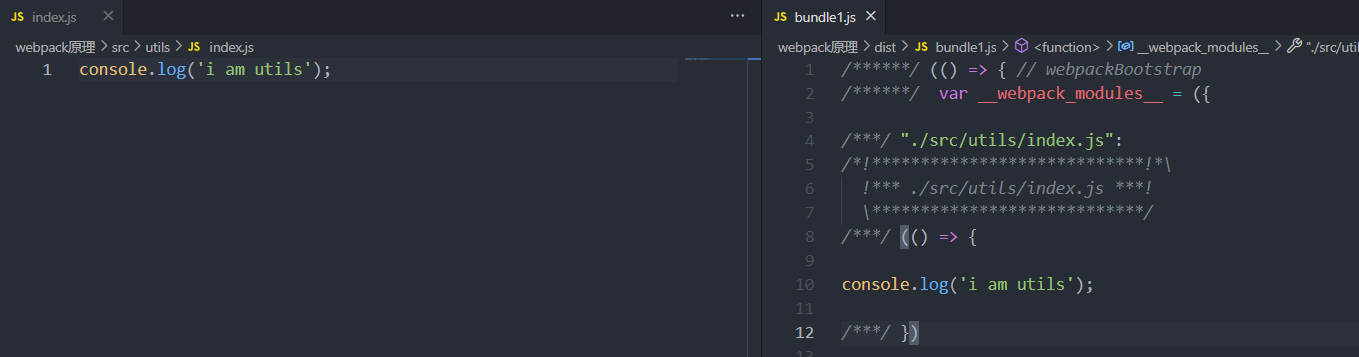 JS index.js ×
webpack原理 > src > utils > JS index.js
1 console.log('i am utils');
JS bundle1.js ×
webpack原理 > dist > JS bundle1.js > <function> > __webpack_modules__ > "./src/uti
1 /******/ (() => { // webpackBootstrap
2 /******/ var __webpack_modules__ = ({
3
4 /***/ "./src/utils/index.js":
5 /*!****************************!*\
6 !*** ./src/utils/index.js ***!
7 \****************************/
8 /***/ (() => {
9
10 console.log('i am utils');
11
12 /***/ })
13